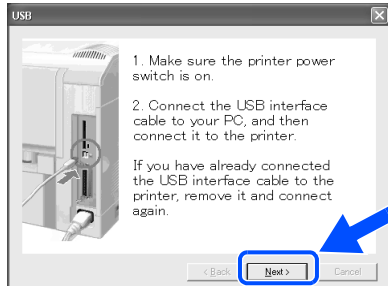 USB
1. Make sure the printer power
switch is on.
2. Connect the USB interface
cable to your PC, and then
connect it to the printer.
If you have already connected
the USB interface cable to the
printer, remove it and connect
again.
< Back Next > Cancel